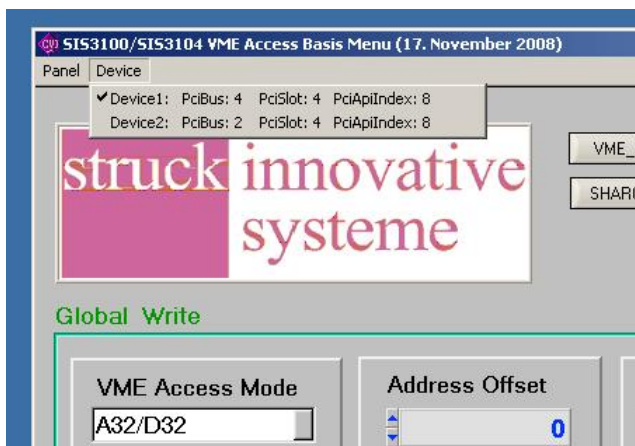 SIS3100/SIS3104 VME Access Basis Menu (17. November 2008)
Panel Device
✔Device1: PciBus: 4 PciSlot: 4 PciApiIndex: 8
Device2: PciBus: 2 PciSlot: 4 PciApiIndex: 8
struck innovative
systeme
VME_
SHARC
Global Write
VME Access Mode
A32/D32
Address Offset
0